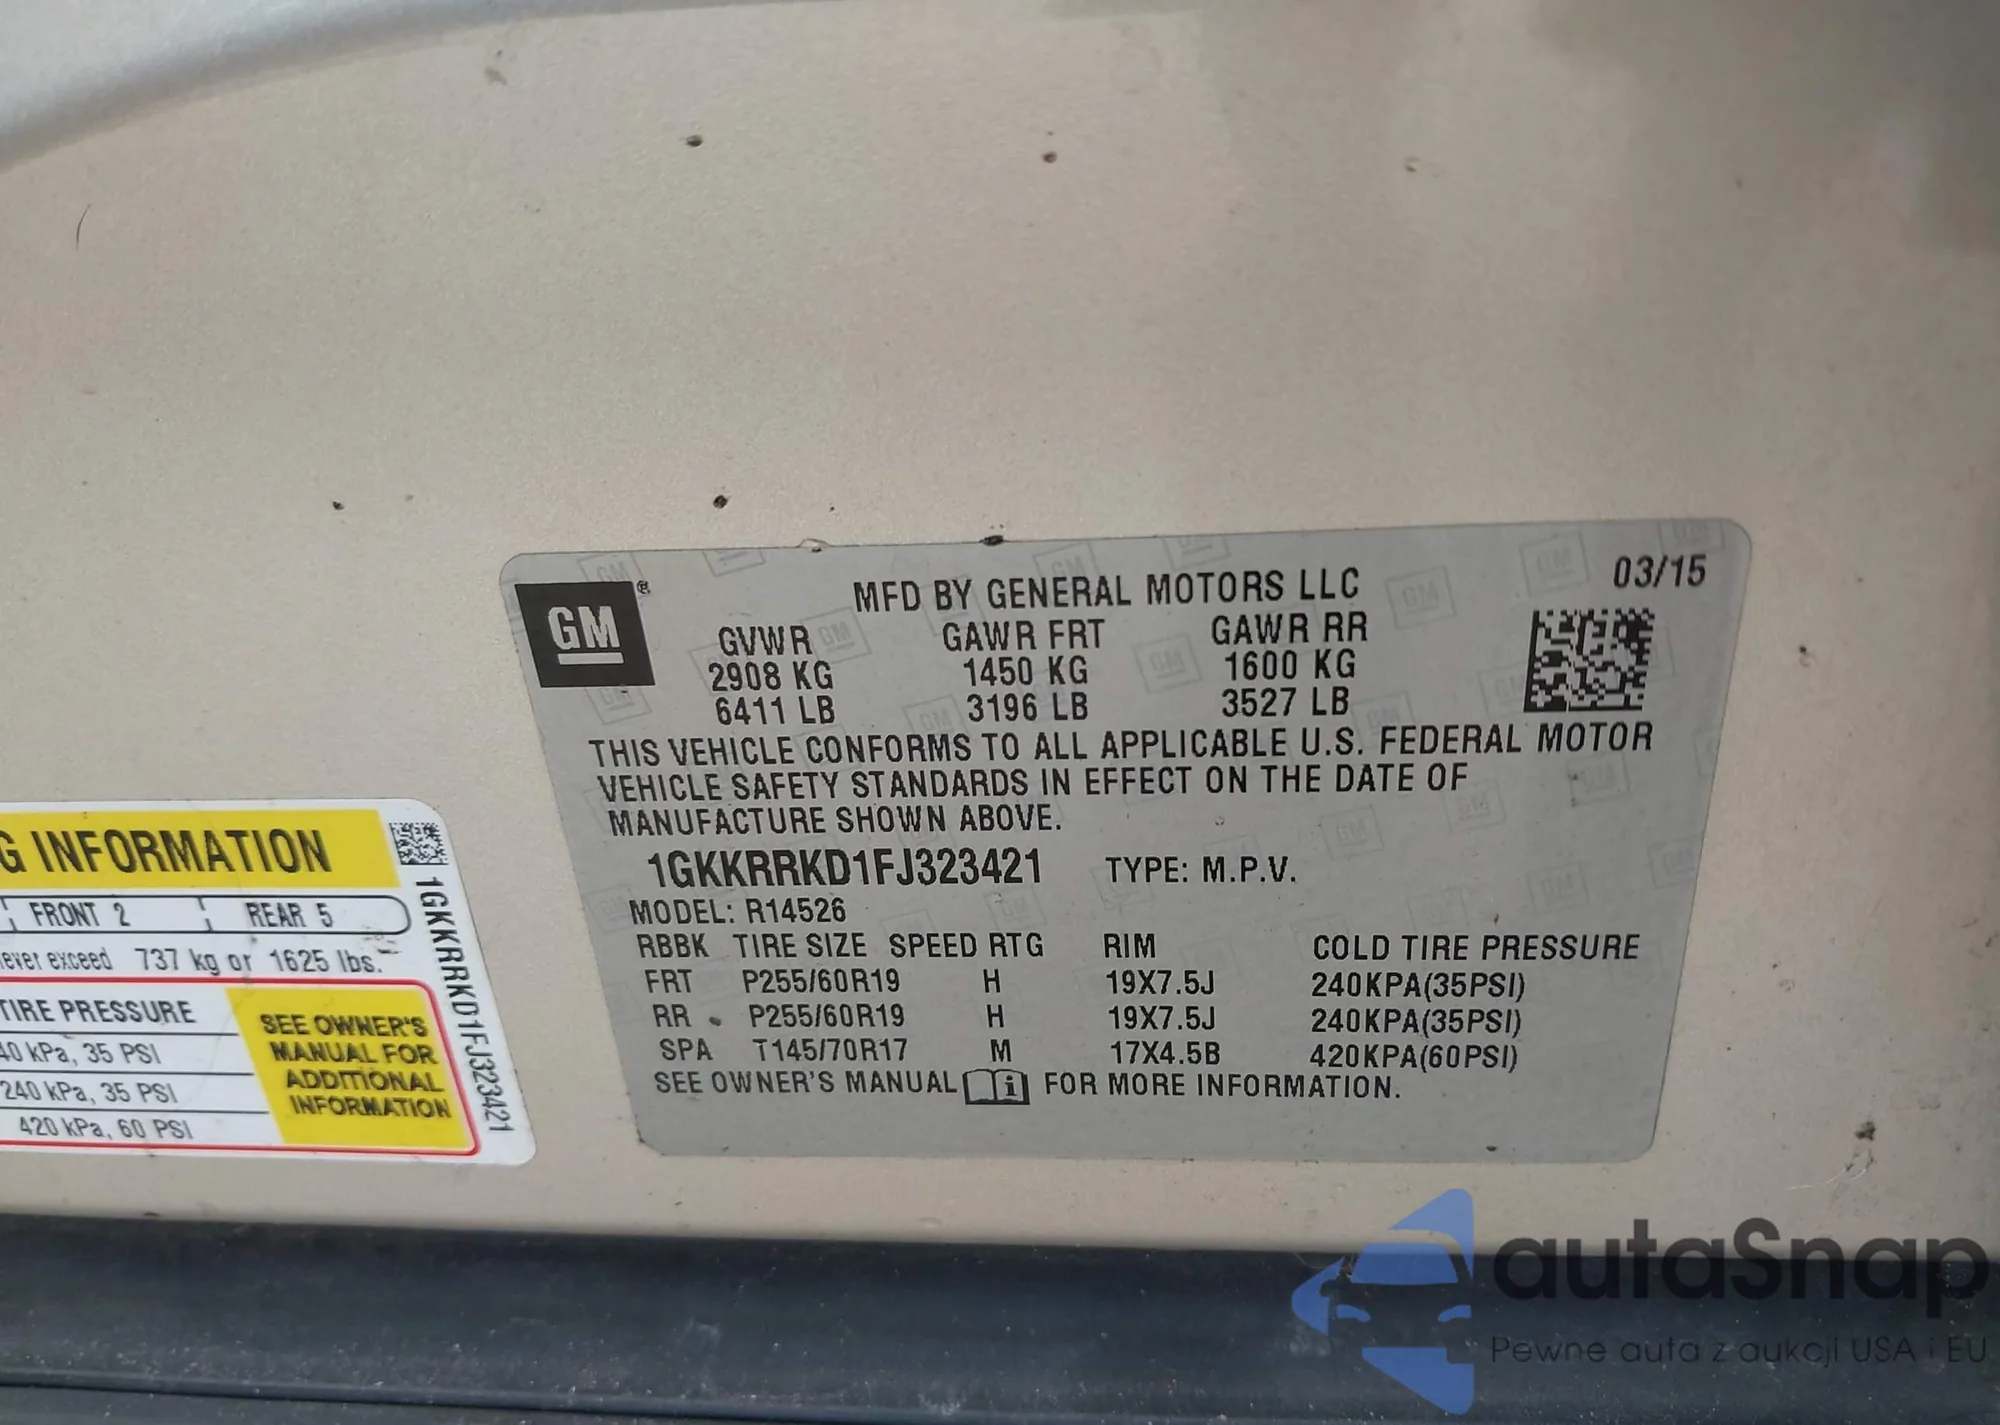 GM®
MFD BY GENERAL MOTORS LLC 03/15
GVWR GAWR FRT GAWR RR
2908 KG 1450 KG 1600 KG
6411 LB 3196 LB 3527 LB
THIS VEHICLE CONFORMS TO ALL APPLICABLE U.S. FEDERAL MOTOR
VEHICLE SAFETY STANDARDS IN EFFECT ON THE DATE OF
MANUFACTURE SHOWN ABOVE.
1GKKRRKD1FJ323421 TYPE: M.P.V.
MODEL: R14526
RBBK TIRE SIZE SPEED RTG RIM COLD TIRE PRESSURE
FRT P255/60R19 H 19X7.5J 240KPA(35PSI)
RR P255/60R19 H 19X7.5J 240KPA(35PSI)
SPA T145/70R17 M 17X4.5B 420KPA(60PSI)
SEE OWNER'S MANUAL FOR MORE INFORMATION.
G INFORMATION
FRONT 2 REAR 5
exceed 737 kg or 1625 lbs.
TIRE PRESSURE
40 kPa, 35 PSI
240 kPa, 35 PSI
420 kPa, 60 PSI
SEE OWNER'S
MANUAL FOR
ADDITIONAL
INFORMATION
1GKKRRKD1FJ323421
autaSnap
Pewne auta z aukcji USA i EU